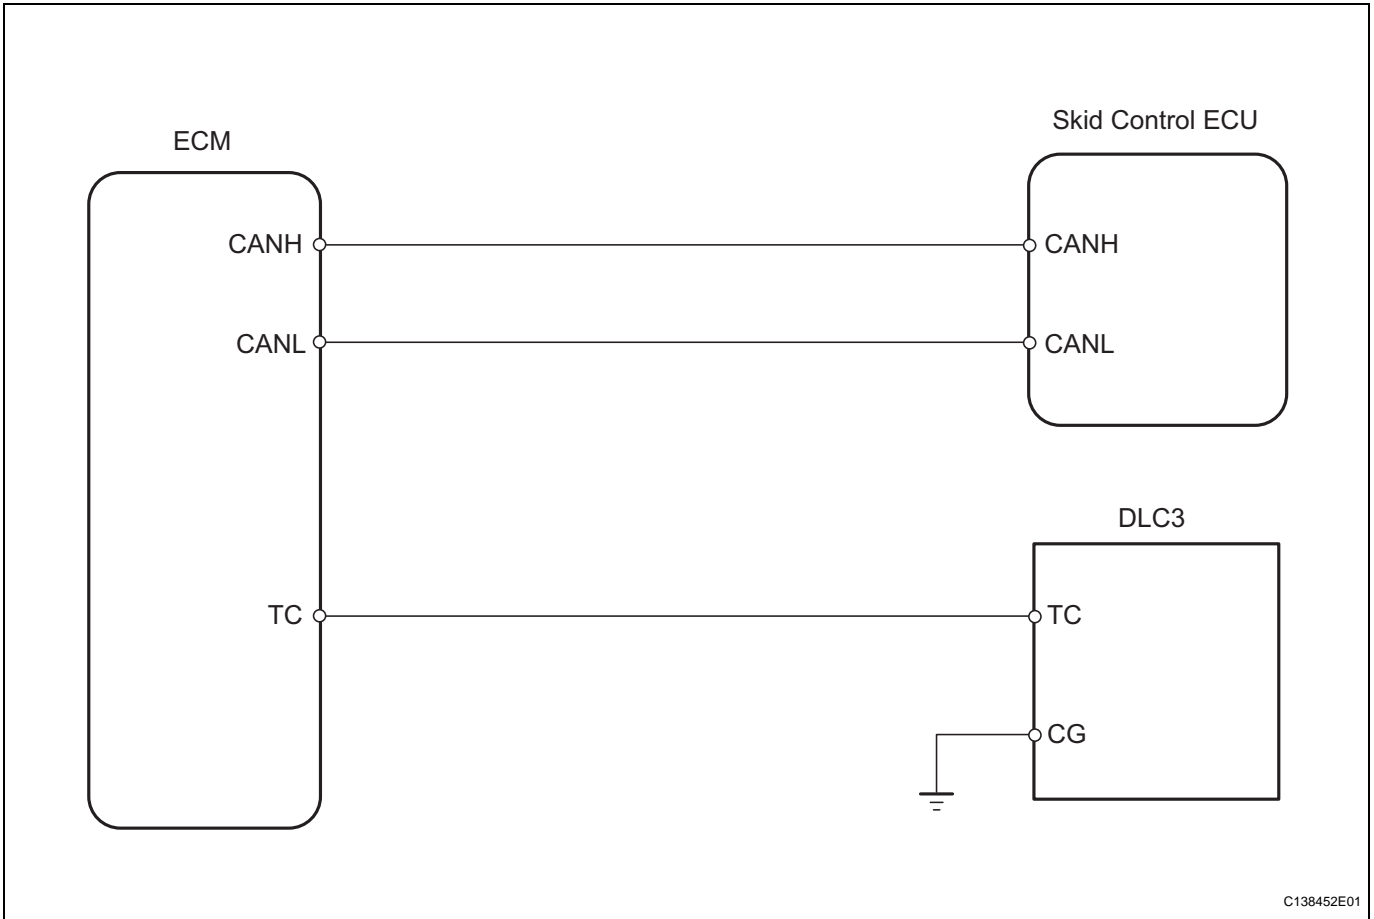 ECM
CANH
CANL
TC
Skid Control ECU
CANH
CANL
DLC3
TC
CG
C138452E01